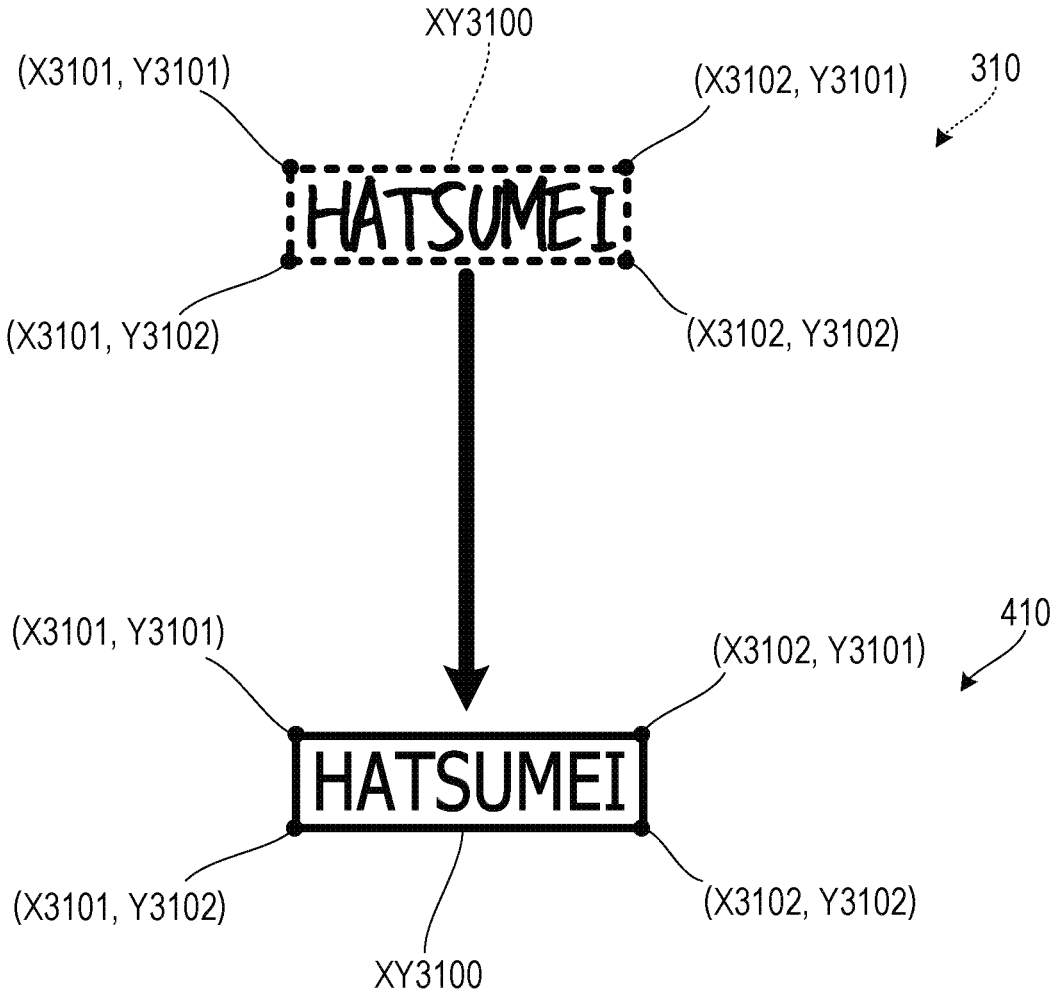 XY3100
(X3101, Y3101)
(X3102, Y3101)
310
HATSUMEI
(X3101, Y3102)
(X3102, Y3102)
410
(X3101, Y3101)
(X3102, Y3101)
HATSUMEI
(X3101, Y3102)
(X3102, Y3102)
XY3100